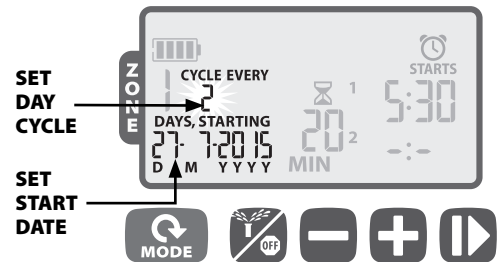 SET
DAY
CYCLE
SET
START
DATE
ZONE
1
CYCLE EVERY
2
DAYS, STARTING
27- 7-2015
D M Y Y Y Y
20
1
2
MIN
STARTS
5:30
-:-
MODE
OFF